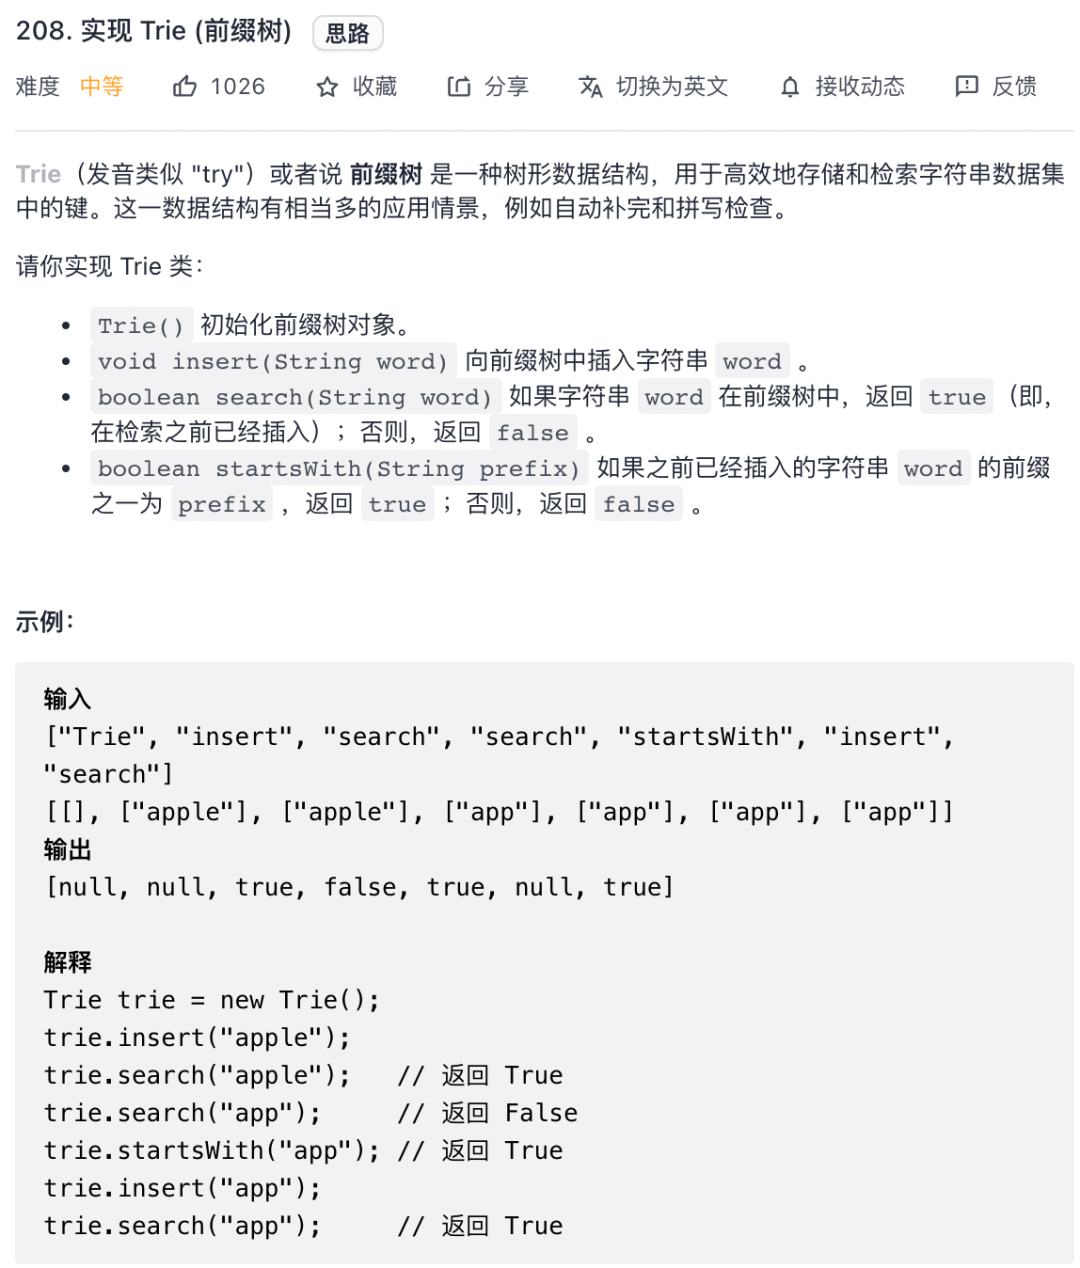 208. 实现 Trie (前缀树) 思路
难度 中等 1026 收藏 分享 切换为英文 接收动态 反馈
Trie（发音类似 "try"）或者说 前缀树 是一种树形数据结构，用于高效地存储和检索字符串数据集
中的键。这一数据结构有相当多的应用情景，例如自动补完和拼写检查。
请你实现 Trie 类：
• Trie() 初始化前缀树对象。
• void insert(String word) 向前缀树中插入字符串 word 。
• boolean search(String word) 如果字符串 word 在前缀树中，返回 true（即，
在检索之前已经插入）；否则，返回 false 。
• boolean startsWith(String prefix) 如果之前已经插入的字符串 word 的前缀
之一为 prefix ，返回 true ；否则，返回 false 。
示例：
输入
["Trie", "insert", "search", "search", "startsWith", "insert",
"search"]
[[], ["apple"], ["apple"], ["app"], ["app"], ["app"], ["app"]]
输出
[null, null, true, false, true, null, true]
解释
Trie trie = new Trie();
trie.insert("apple");
trie.search("apple");   // 返回 True
trie.search("app");     // 返回 False
trie.startsWith("app"); // 返回 True
trie.insert("app");
trie.search("app");     // 返回 True